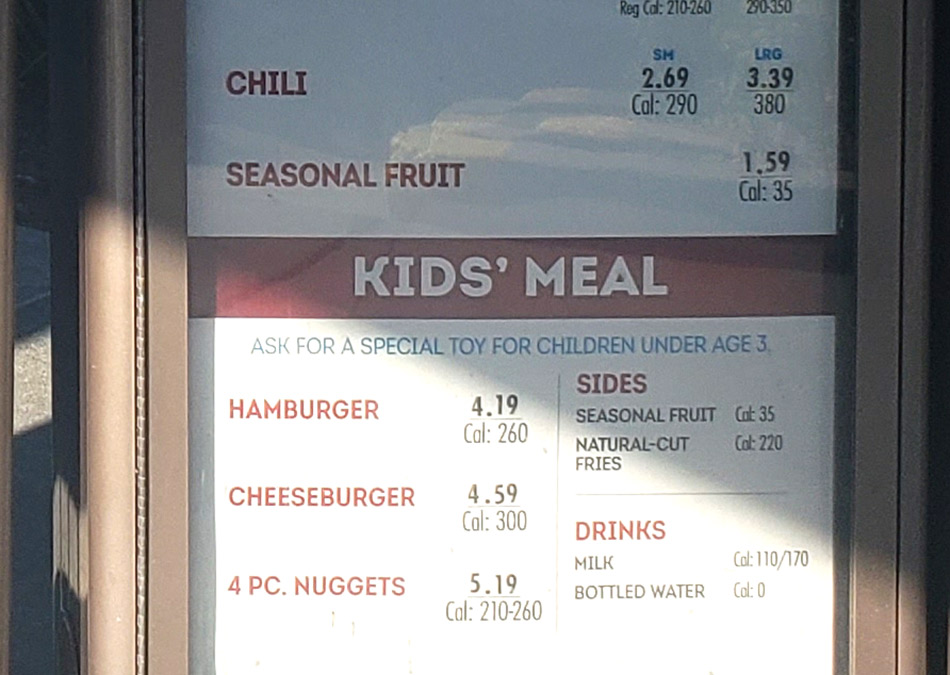 Reg Cal: 210-260 290-350
SM LRG
CHILI 2.69 3.39
Cal: 290 380
SEASONAL FRUIT 1.59
Cal: 35
KIDS' MEAL
ASK FOR A SPECIAL TOY FOR CHILDREN UNDER AGE 3.
HAMBURGER 4.19
Cal: 260
CHEESEBURGER 4.59
Cal: 300
4 PC. NUGGETS 5.19
Cal: 210-260
SIDES
SEASONAL FRUIT Cal: 35
NATURAL-CUT Cal: 220
FRIES
DRINKS
MILK Cal: 110/170
BOTTLED WATER Cal: 0